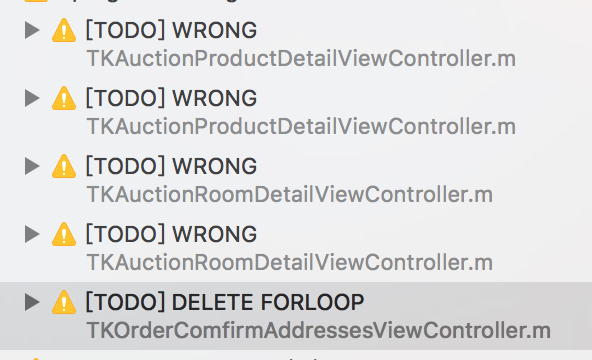 [TODO] WRONG
TKAuctionProductDetailViewController.m
[TODO] WRONG
TKAuctionProductDetailViewController.m
[TODO] WRONG
TKAuctionRoomDetailViewController.m
[TODO] WRONG
TKAuctionRoomDetailViewController.m
[TODO] DELETE FORLOOP
TKOrderComfirmAddressesViewController.m